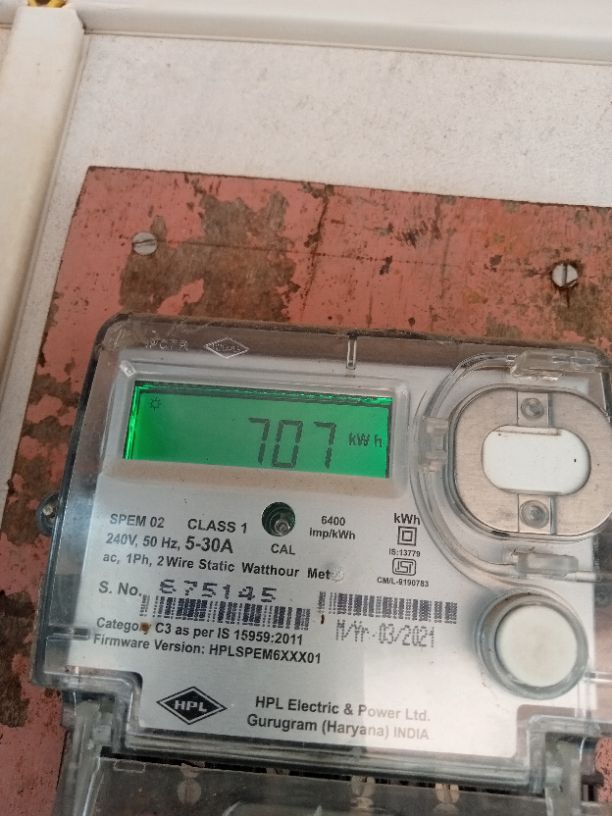 707 kWh
SPEM 02 CLASS 1
240V, 50 Hz, 5-30A
CAL
6400
imp/kWh
kWh
IS:13779
CM/L-9190783
ac, 1Ph, 2Wire Static Watthour Met
S. No. 675145
M/Yr-03/2021
Category C3 as per IS 15959:2011
Firmware Version: HPLSPEM6XXX01
HPL
HPL Electric & Power Ltd.
Gurugram (Haryana) INDIA